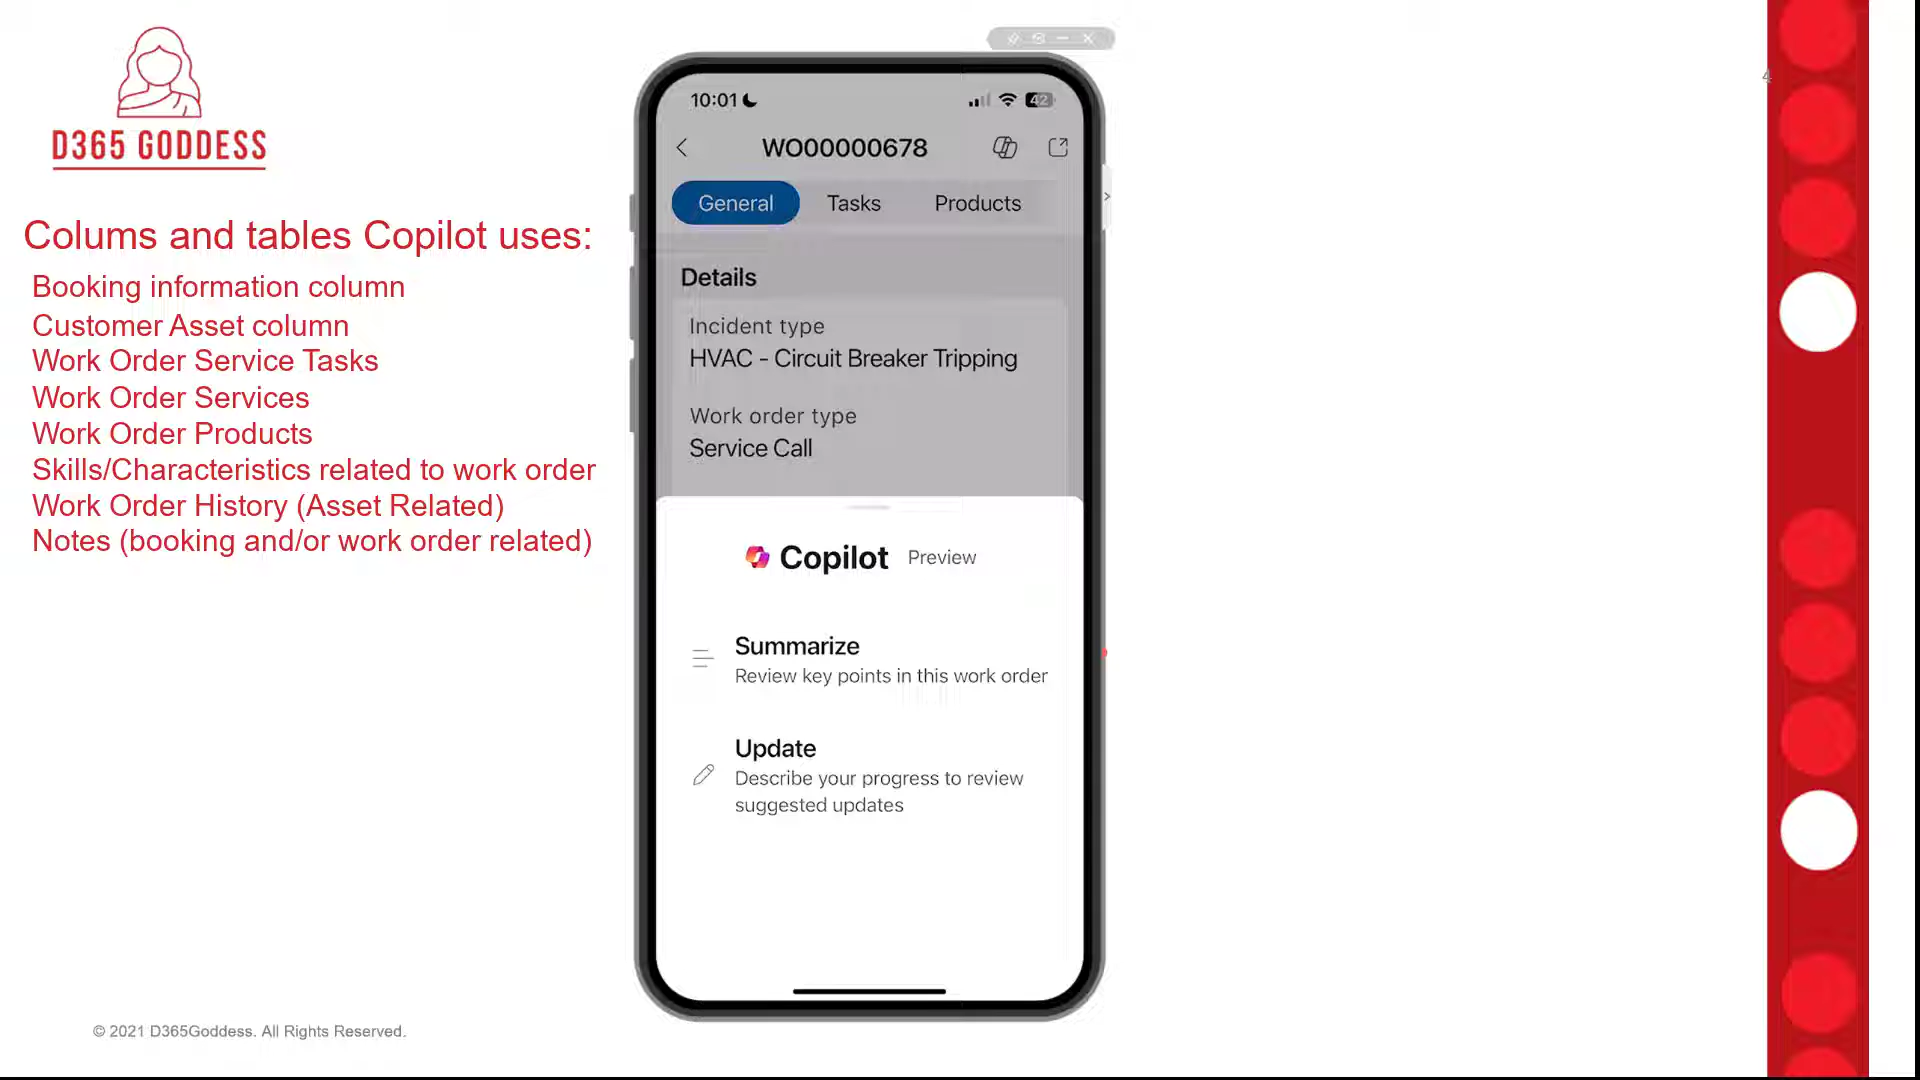 D365 GODDESS
Colums and tables Copilot uses:
Booking information column
Customer Asset column
Work Order Service Tasks
Work Order Services
Work Order Products
Skills/Characteristics related to work order
Work Order History (Asset Related)
Notes (booking and/or work order related)
© 2021 D365Goddess. All Rights Reserved.
10:01
42
WO00000678
General Tasks Products
Details
Incident type
HVAC - Circuit Breaker Tripping
Work order type
Service Call
Copilot Preview
Summarize
Review key points in this work order
Update
Describe your progress to review
suggested updates
4